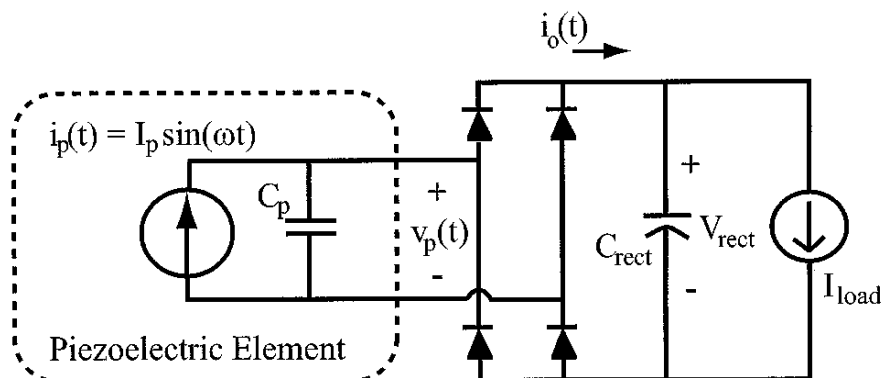 i_o(t)
i_p(t) = I_p sin(ωt)
C_p
+
v_p(t)
-
+
C_rect
V_rect
-
I_load
Piezoelectric Element